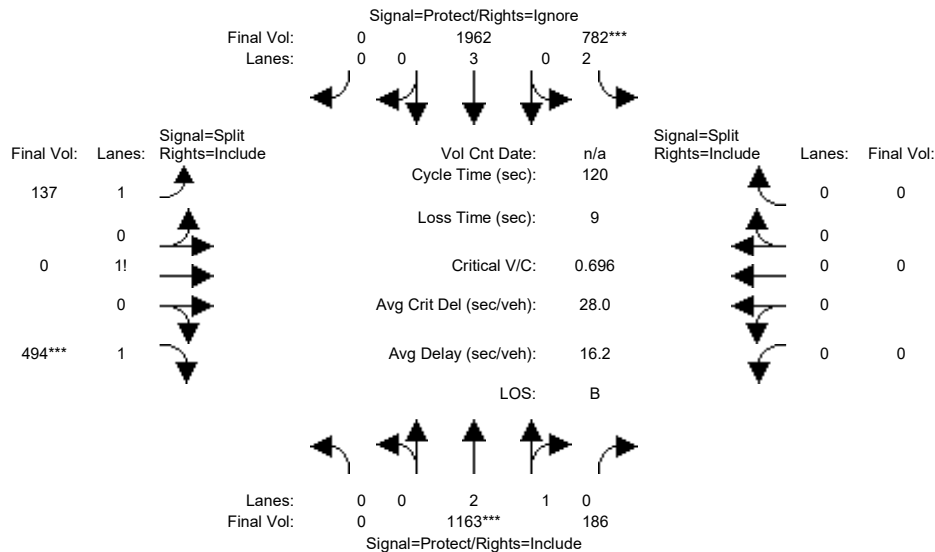 Signal=Protect/Rights=Ignore
Final Vol: 0 1962 782***
Lanes: 0 0 3 0 2
Signal=Split
Final Vol: Lanes: Rights=Include
Vol Cnt Date: n/a
Signal=Split
Rights=Include Lanes: Final Vol:
Cycle Time (sec): 120
137 1
0 0
Loss Time (sec): 9
0
0
0 1!
Critical V/C: 0.696
0 0
0
Avg Crit Del (sec/veh): 28.0
0
494*** 1
Avg Delay (sec/veh): 16.2
0 0
LOS: B
Lanes: 0 0 2 1 0
Final Vol: 0 1163*** 186
Signal=Protect/Rights=Include